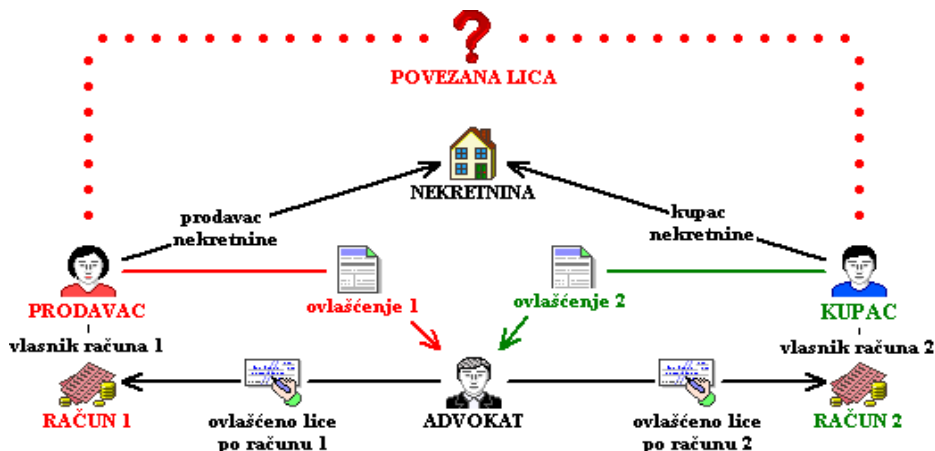 POVEZANA LICA
NEKRETNINA
prodavac
nekretnine
kupac
nekretnine
ovlašćenje 1
ovlašćenje 2
PRODAVAC
KUPAC
vlasnik računa 1
vlasnik računa 2
RAČUN 1
ovlašćeno lice
po računu 1
ADVOKAT
ovlašćeno lice
po računu 2
RAČUN 2